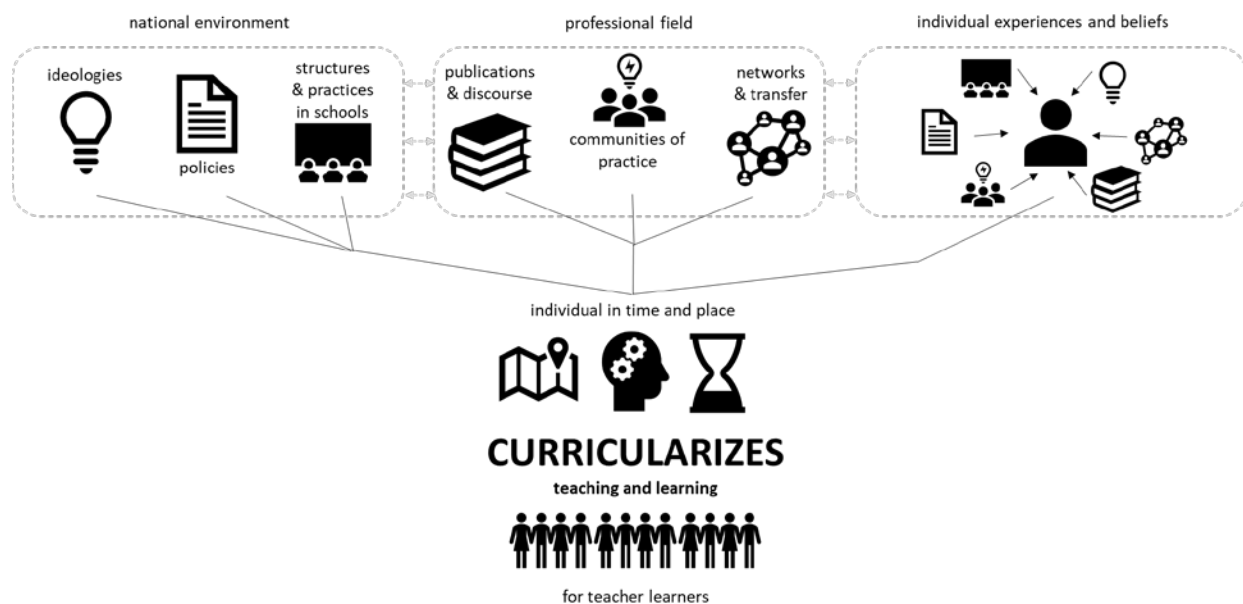 national environment
professional field
individual experiences and beliefs
ideologies
policies
structures
& practices
in schools
publications
& discourse
communities of
practice
networks
& transfer
individual in time and place
CURRICULARIZES
teaching and learning
for teacher learners